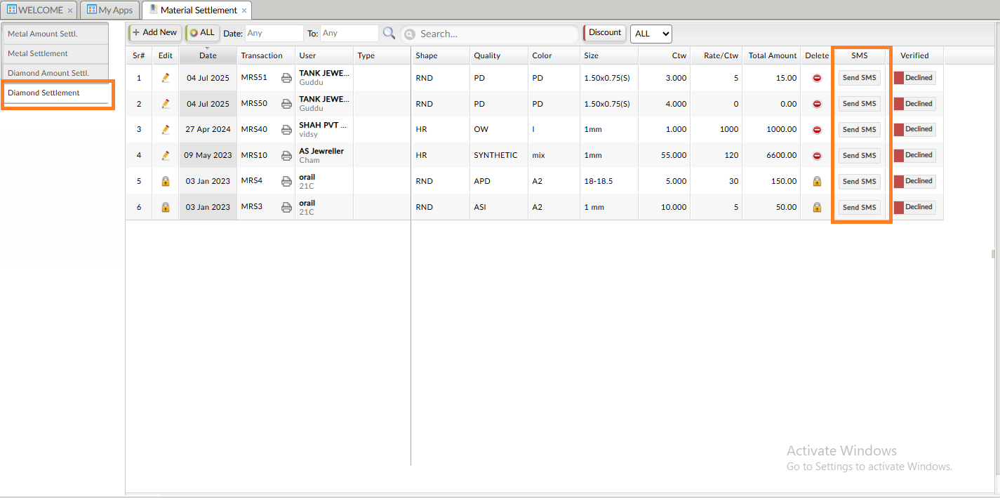 WELCOME × My Apps Material Settlement ×
Metal Amount Settl.
Metal Settlement
Diamond Amount Settl.
Diamond Settlement
+ Add New ALL Date: Any To: Any Search... Discount ALL
Sr# Edit Date Transaction User Type Shape Quality Color Size Ctw Rate/Ctw Total Amount Delete SMS Verified
1 04 Jul 2025 MRS51 TANK JEWE... RND PD PD 1.50x0.75(S) 3.000 5 15.00 Send SMS Declined
Guddu
2 04 Jul 2025 MRS50 TANK JEWE... RND PD PD 1.50x0.75(S) 4.000 0 0.00 Send SMS Declined
Guddu
3 27 Apr 2024 MRS40 SHAH PVT ... HR OW I 1mm 1.000 1000 1000.00 Send SMS Declined
vidsy
4 09 May 2023 MRS10 AS Jewreller HR SYNTHETIC mix 1mm 55.000 120 6600.00 Send SMS Declined
Cham
5 03 Jan 2023 MRS4 orail RND APD A2 18-18.5 5.000 30 150.00 Send SMS Declined
21C
6 03 Jan 2023 MRS3 orail RND ASI A2 1 mm 10.000 5 50.00 Send SMS Declined
21C
Activate Windows
Go to Settings to activate Windows.